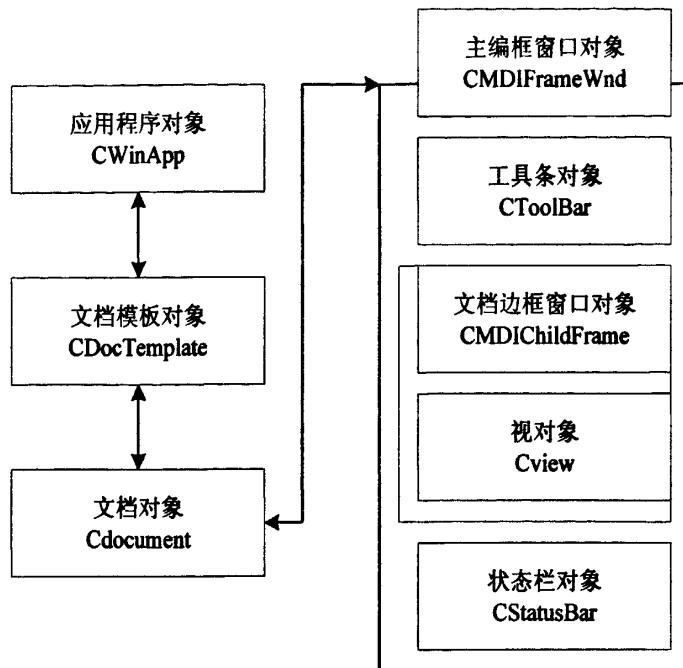 应用程序对象
CWinApp
文档模板对象
CDocTemplate
文档对象
Cdocument
主编框窗口对象
CMDIFrameWnd
工具条对象
CToolBar
文档边框窗口对象
CMDIChildFrame
视对象
Cview
状态栏对象
CStatusBar